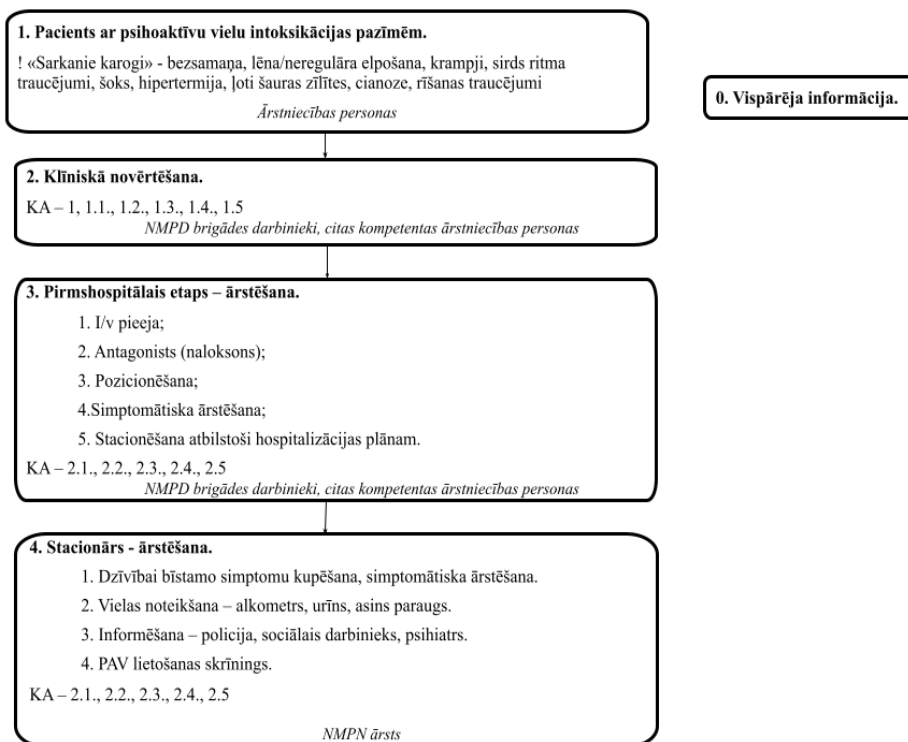 1. Pacients ar psihoaktīvu vielu intoksikācijas pazīmēm.
! «Sarkanie karogi» - bezsamaņa, lēna/neregulāra elpošana, krampji, sirds ritma
traucējumi, šoks, hipertermija, ļoti šauras zīlītes, cianoze, rīšanas traucējumi
Ārstniecības personas
0. Vispārēja informācija.
2. Klīniskā novērtēšana.
KA – 1, 1.1., 1.2., 1.3., 1.4., 1.5
NMPD brigādes darbinieki, citas kompetentas ārstniecības personas
3. Pirmshospitālais etaps – ārstēšana.
1. I/v pieeja;
2. Antagonists (naloksons);
3. Pozicionēšana;
4.Simptomātiska ārstēšana;
5. Stacionēšana atbilstoši hospitalizācijas plānam.
KA – 2.1., 2.2., 2.3., 2.4., 2.5
NMPD brigādes darbinieki, citas kompetentas ārstniecības personas
4. Stacionārs - ārstēšana.
1. Dzīvībai bīstamo simptomu kupēšana, simptomātiska ārstēšana.
2. Vielas noteikšana – alkometrs, urīns, asins paraugs.
3. Informēšana – policija, sociālais darbinieks, psihiatrs.
4. PAV lietošanas skrīnings.
KA – 2.1., 2.2., 2.3., 2.4., 2.5
NMPN ārsts